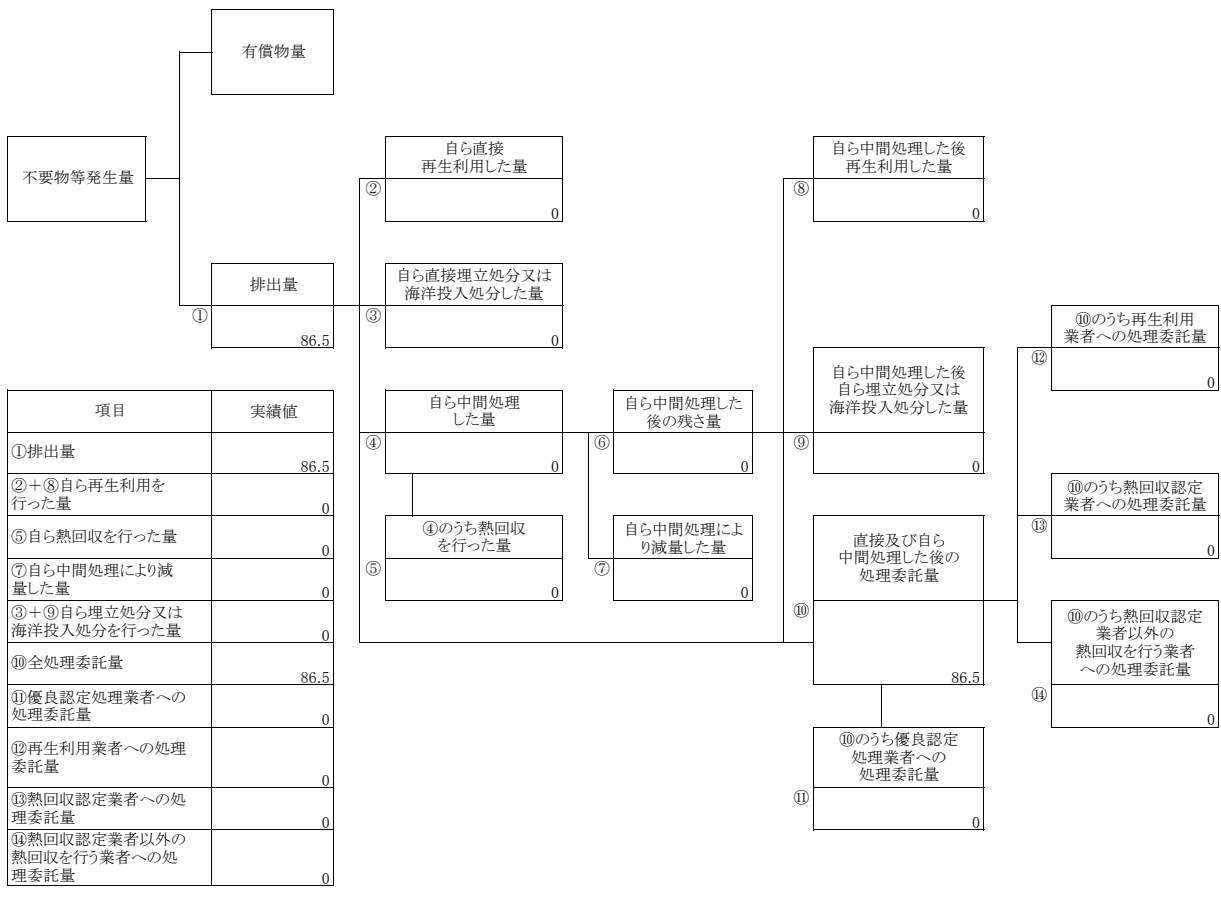 有償物量
不要物等発生量
排出量
①
86.5
自ら直接
再生利用した量
②
0
自ら直接埋立処分又は
海洋投入処分した量
③
0
自ら中間処理
した量
④
0
④のうち熱回収
を行った量
⑤
0
自ら中間処理した
後の残さ量
⑥
0
自ら中間処理によ
り減量した量
⑦
0
自ら中間処理した後
再生利用した量
⑧
0
自ら中間処理した後
自ら埋立処分又は
海洋投入処分した量
⑨
0
直接及び自ら
中間処理した後の
処理委託量
⑩
86.5
⑩のうち優良認定
処理業者への
処理委託量
⑪
0
⑩のうち再生利用
業者への処理委託量
⑫
0
⑩のうち熱回収認定
業者への処理委託量
⑬
0
⑩のうち熱回収認定
業者以外の
熱回収を行う業者
への処理委託量
⑭
0
項目 実績値
①排出量
86.5
②＋⑧自ら再生利用を
行った量
0
⑤自ら熱回収を行った量
0
⑦自ら中間処理により減
量した量
0
③＋⑨自ら埋立処分又は
海洋投入処分を行った量
0
⑩全処理委託量
86.5
⑪優良認定処理業者への
処理委託量
0
⑫再生利用業者への処理
委託量
0
⑬熱回収認定業者への処
理委託量
0
⑭熱回収認定業者以外の
熱回収を行う業者への処
理委託量
0